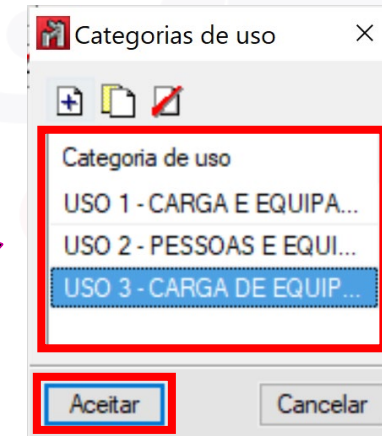 Categorias de uso
Categoria de uso
USO 1 - CARGA E EQUIPA...
USO 2 - PESSOAS E EQUI...
USO 3 - CARGA DE EQUIP...
Aceitar Cancelar